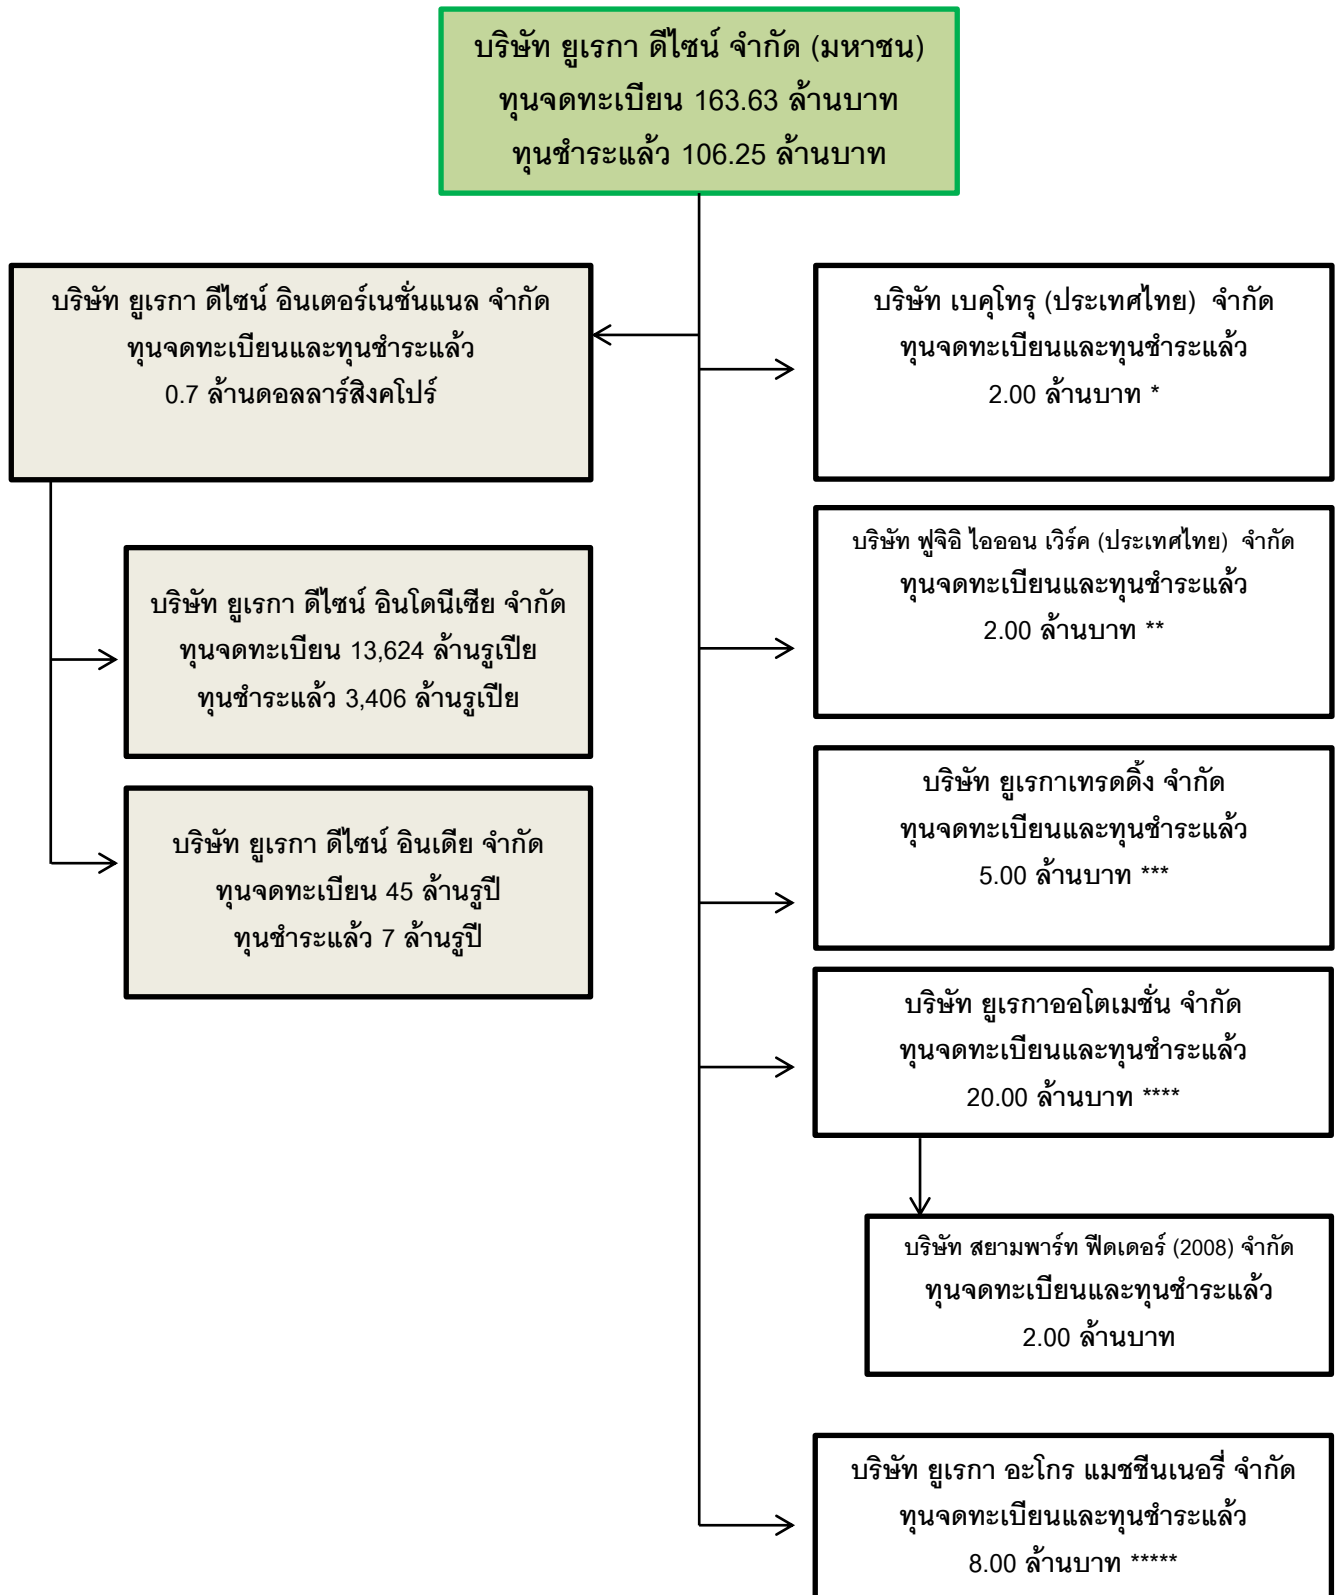 บริษัท ยูเรกา ดีไซน์ จำกัด (มหาชน)
ทุนจดทะเบียน 163.63 ล้านบาท
ทุนชำระแล้ว 106.25 ล้านบาท
บริษัท ยูเรกา ดีไซน์ อินเตอร์เนชั่นแนล จำกัด
ทุนจดทะเบียนและทุนชำระแล้ว
0.7 ล้านดอลลาร์สิงคโปร์
บริษัท ยูเรกา ดีไซน์ อินโดนีเซีย จำกัด
ทุนจดทะเบียน 13,624 ล้านรูเปีย
ทุนชำระแล้ว 3,406 ล้านรูเปีย
บริษัท ยูเรกา ดีไซน์ อินเดีย จำกัด
ทุนจดทะเบียน 45 ล้านรูปี
ทุนชำระแล้ว 7 ล้านรูปี
บริษัท เบคุโทรุ (ประเทศไทย) จำกัด
ทุนจดทะเบียนและทุนชำระแล้ว
2.00 ล้านบาท *
บริษัท ฟูจิอิ ไอออน เวิร์ค (ประเทศไทย) จำกัด
ทุนจดทะเบียนและทุนชำระแล้ว
2.00 ล้านบาท **
บริษัท ยูเรกาเทรดดิ้ง จำกัด
ทุนจดทะเบียนและทุนชำระแล้ว
5.00 ล้านบาท ***
บริษัท ยูเรกาออโตเมชั่น จำกัด
ทุนจดทะเบียนและทุนชำระแล้ว
20.00 ล้านบาท ****
บริษัท สยามพาร์ท ฟีดเดอร์ (2008) จำกัด
ทุนจดทะเบียนและทุนชำระแล้ว
2.00 ล้านบาท
บริษัท ยูเรกา อะโกร แมชชีนเนอรี่ จำกัด
ทุนจดทะเบียนและทุนชำระแล้ว
8.00 ล้านบาท *****